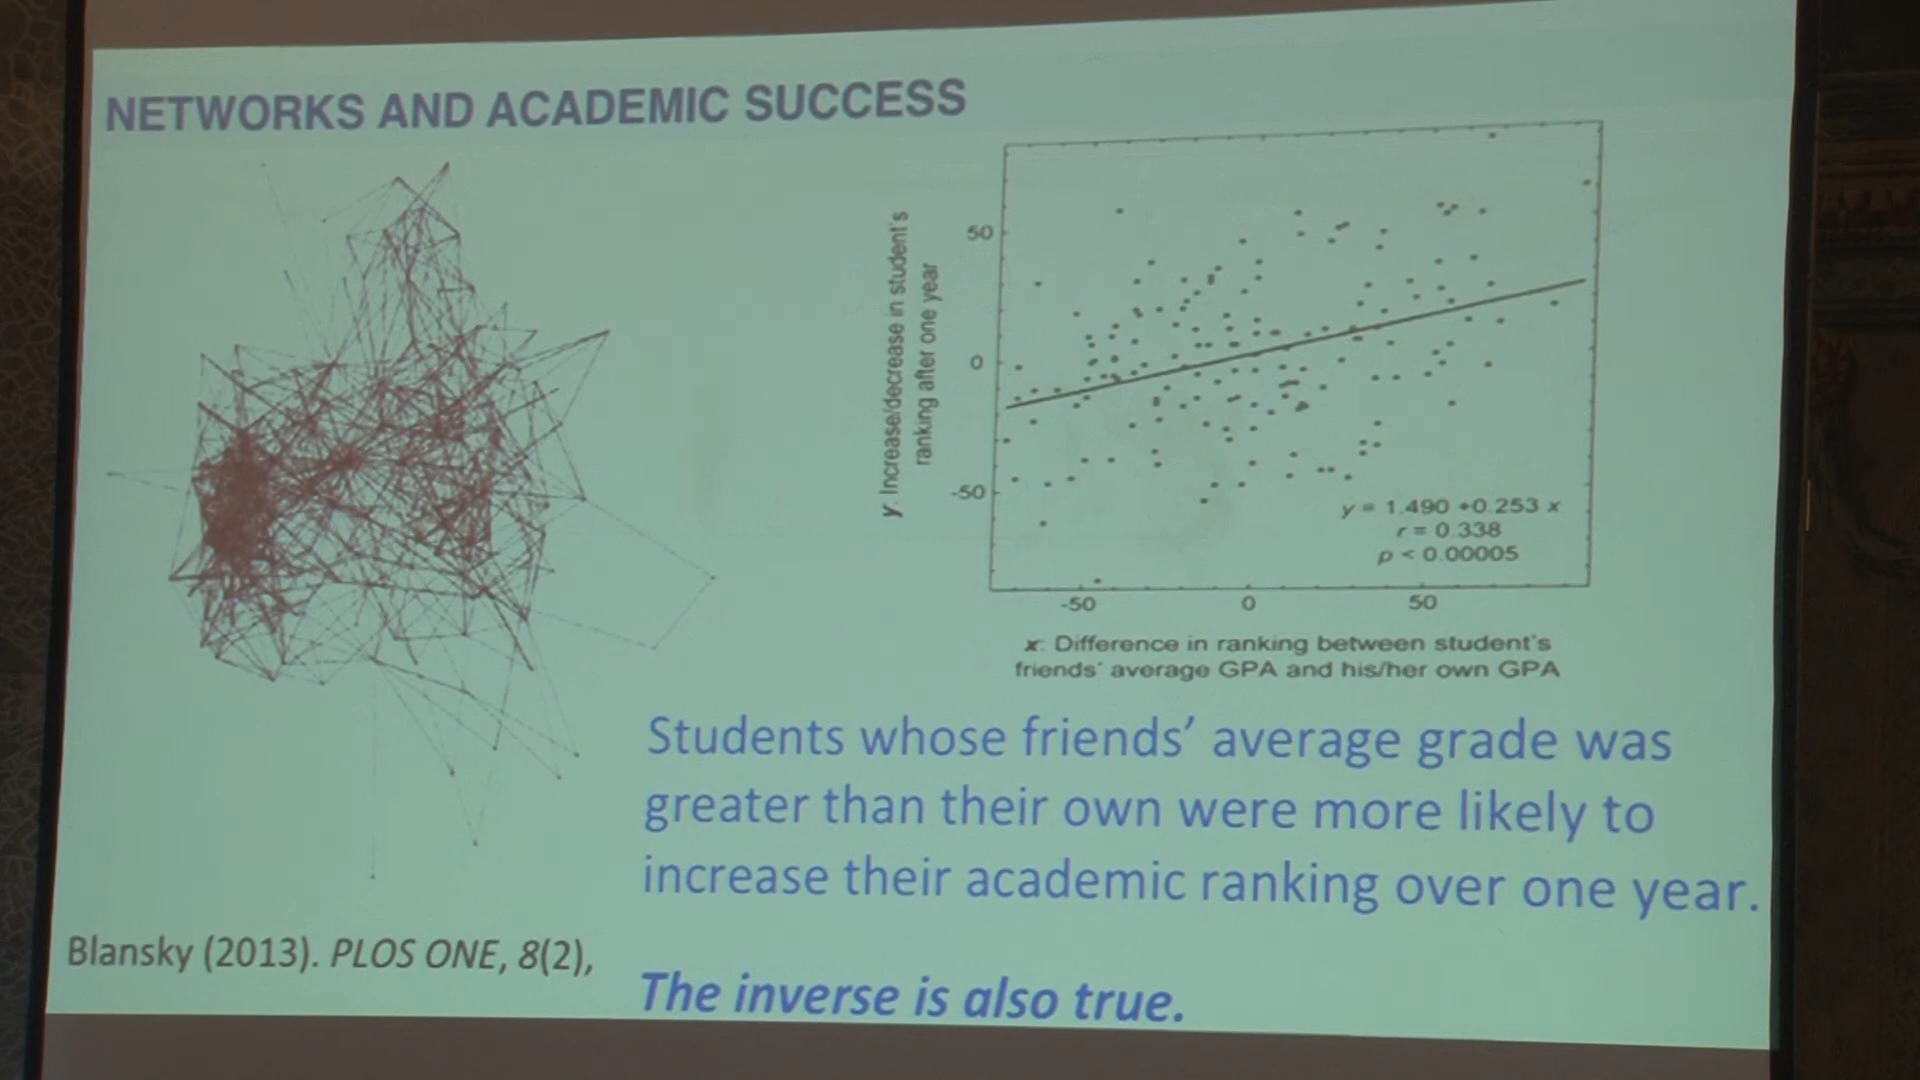 NETWORKS AND ACADEMIC SUCCESS
y: Increase/decrease in student's
ranking after one year
50
0
-50
y = 1.490 +0.253 x
r = 0.338
p < 0.00005
-50 0 50
x: Difference in ranking between student's
friends' average GPA and his/her own GPA
Students whose friends' average grade was
greater than their own were more likely to
increase their academic ranking over one year.
Blansky (2013). PLOS ONE, 8(2),
The inverse is also true.